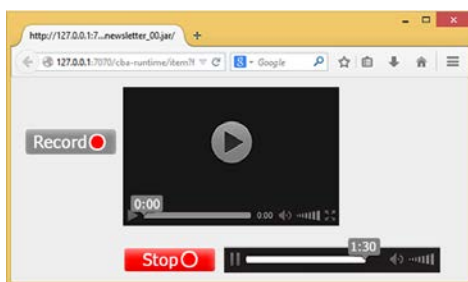 http://127.0.0.1:7...newsletter_00.jar/
127.0.0.1:7070/cba-runtime/item?t
Google
Record
0:00
0:00
Stop
1:30